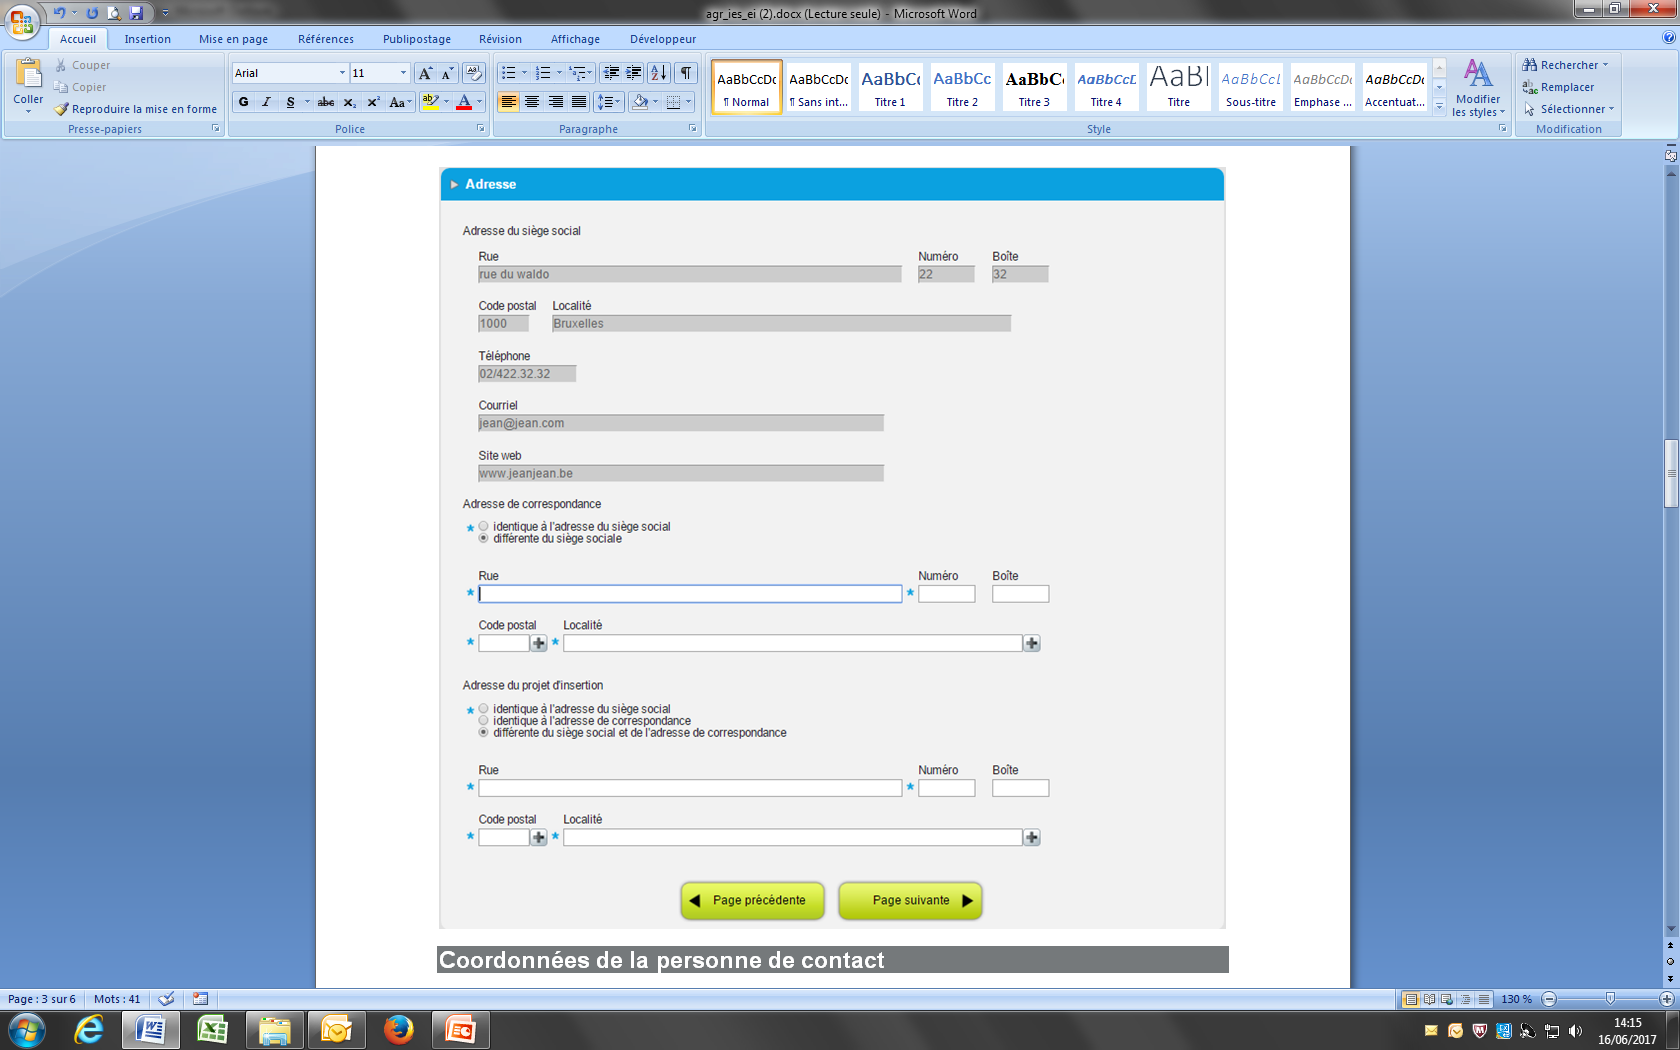 agr_ies_ei (2).docx (Lecture seule) - Microsoft Word
Accueil Insertion Mise en page Références Publipostage Révision Affichage Développeur
Coller
Couper
Copier
Reproduire la mise en forme
Presse-papiers
Arial 11
G I S abc x₂ x² Aa
Police
Paragraphe
AaBbCcDc AaBbCcDc AaBbC AaBbCc AaBbC AaBbCcD AaBl AaBbCcL AaBbCcDc AaBbCcDc
¶ Normal ¶ Sans int... Titre 1 Titre 2 Titre 3 Titre 4 Titre Sous-titre Emphase ... Accentuat...
Style
Modifier les styles
Rechercher
Remplacer
Sélectionner
Modification
Adresse
Adresse du siège social
Rue Numéro Boîte
rue du waldo 22 32
Code postal Localité
1000 Bruxelles
Téléphone
02/422.32.32
Courriel
jean@jean.com
Site web
www.jeanjean.be
Adresse de correspondance
* identique à l'adresse du siège social
différente du siège sociale
Rue Numéro Boîte
* *
Code postal Localité
* *
Adresse du projet d'insertion
* identique à l'adresse du siège social
identique à l'adresse de correspondance
différente du siège social et de l'adresse de correspondance
Rue Numéro Boîte
* *
Code postal Localité
* *
Page précédente Page suivante
Coordonnées de la personne de contact
Page : 3 sur 6 Mots : 41 130 %
14:15
16/06/2017